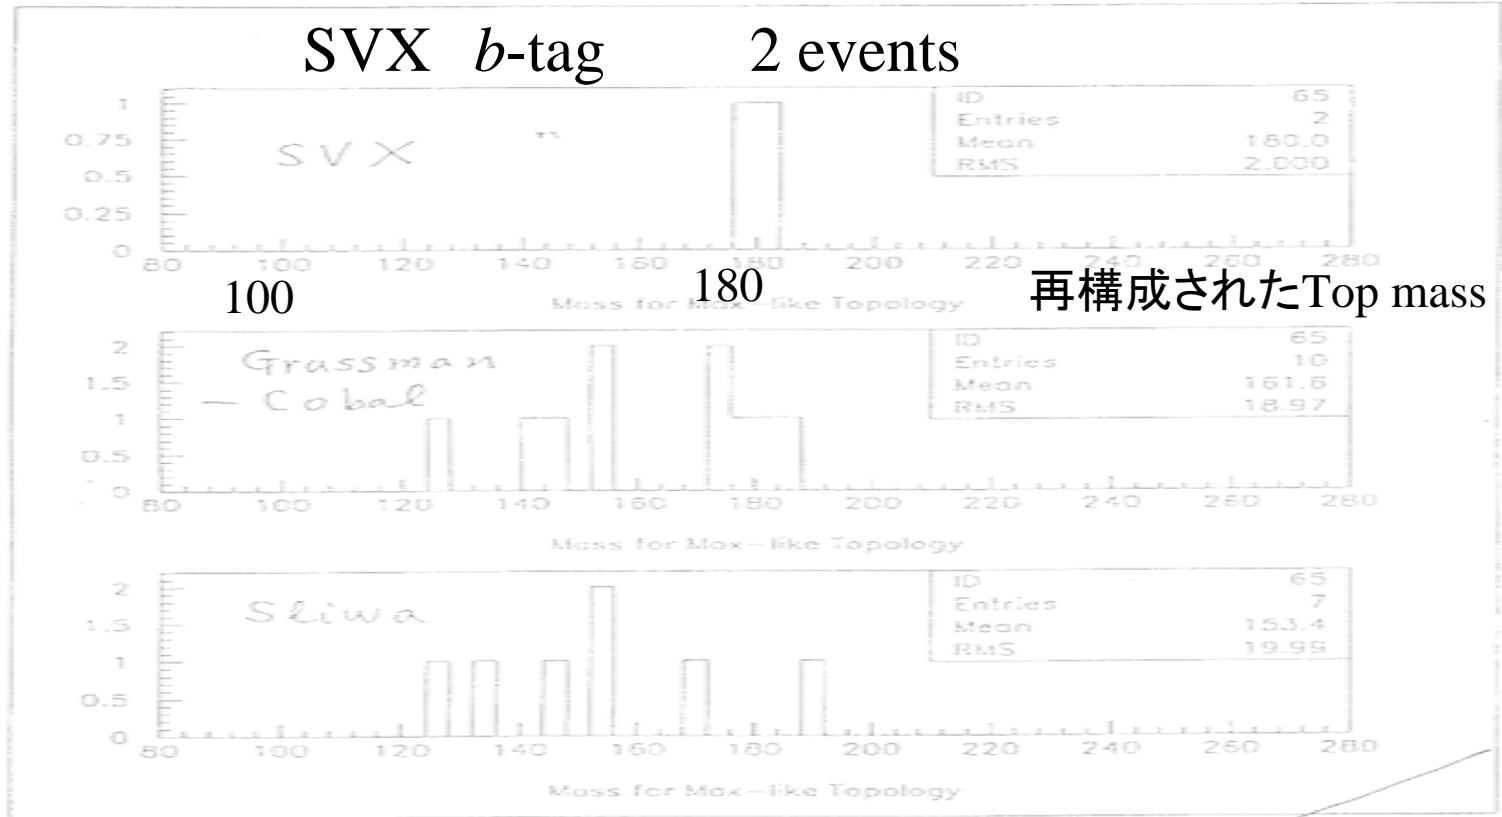 SVX b-tag 2 events
1
0.75
0.5
0.25
0
SVX
ID 65
Entries 2
Mean 180.0
RMS 2.000
80 100 120 140 160 180 200 220 240 260 280
100 180 再構成されたTop mass
Mass for Max-like Topology
2
1.5
1
0.5
0
Grassman
- Cobal
ID 65
Entries 10
Mean 161.6
RMS 18.97
80 100 120 140 160 180 200 220 240 260 280
Mass for Max-like Topology
2
1.5
1
0.5
0
Sliwa
ID 65
Entries 7
Mean 153.4
RMS 19.99
80 100 120 140 160 180 200 220 240 260 280
Mass for Max-like Topology